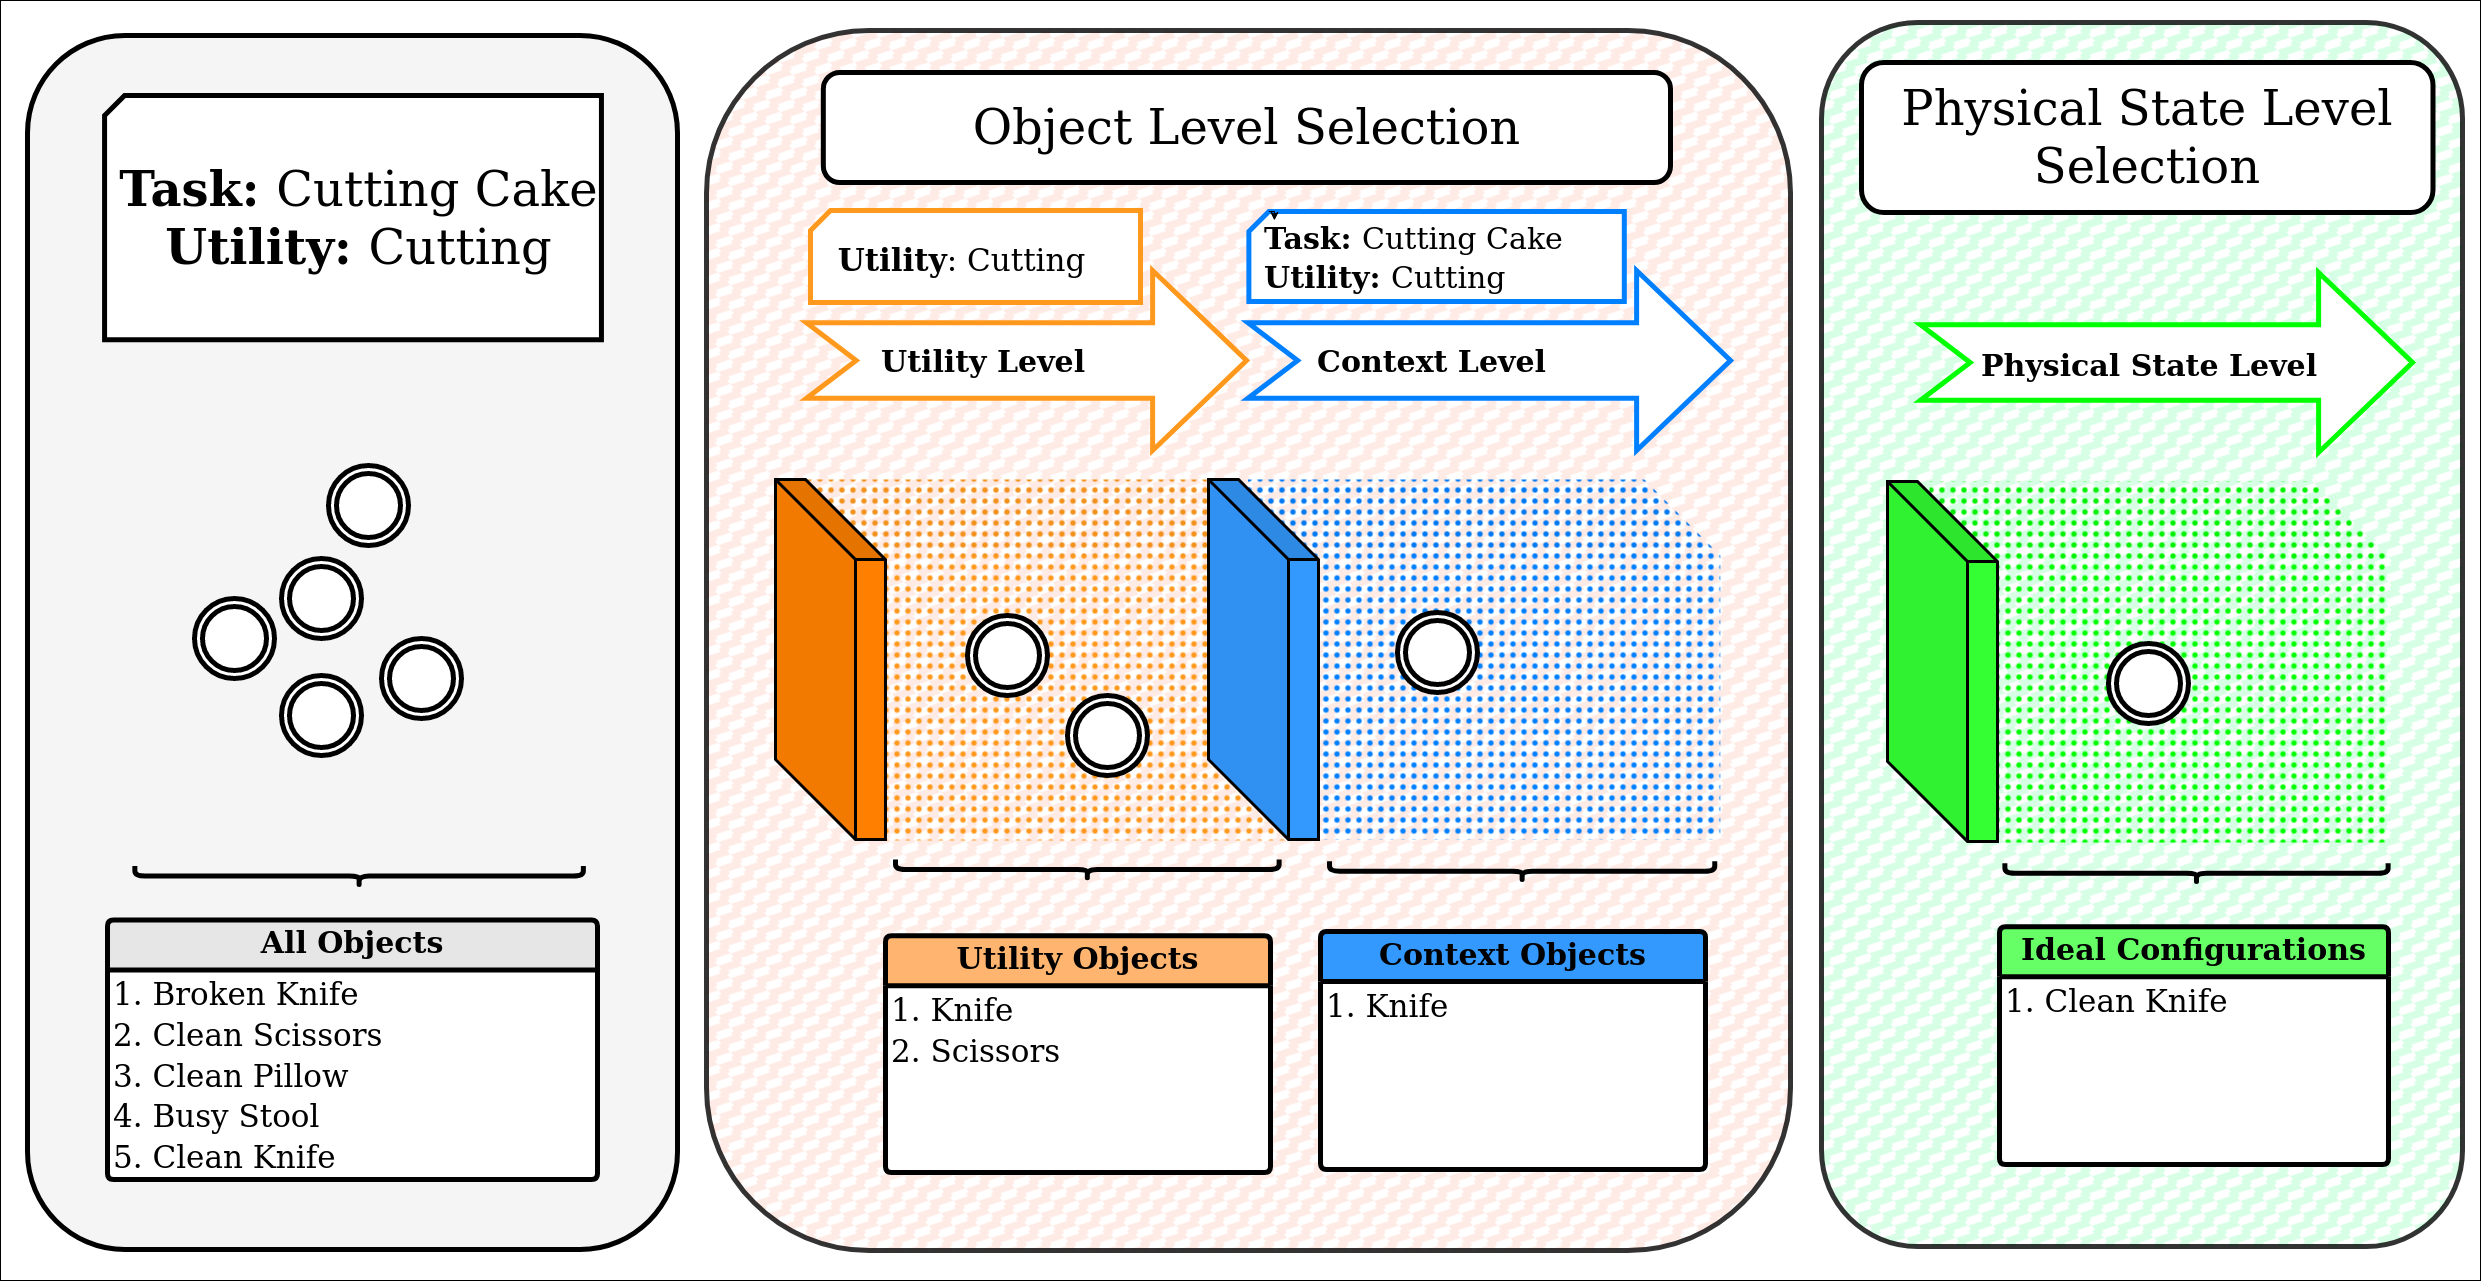 Task: Cutting Cake
Utility: Cutting
All Objects
1. Broken Knife
2. Clean Scissors
3. Clean Pillow
4. Busy Stool
5. Clean Knife
Object Level Selection
Utility: Cutting
Utility Level
Task: Cutting Cake
Utility: Cutting
Context Level
Utility Objects
1. Knife
2. Scissors
Context Objects
1. Knife
Physical State Level
Selection
Physical State Level
Ideal Configurations
1. Clean Knife